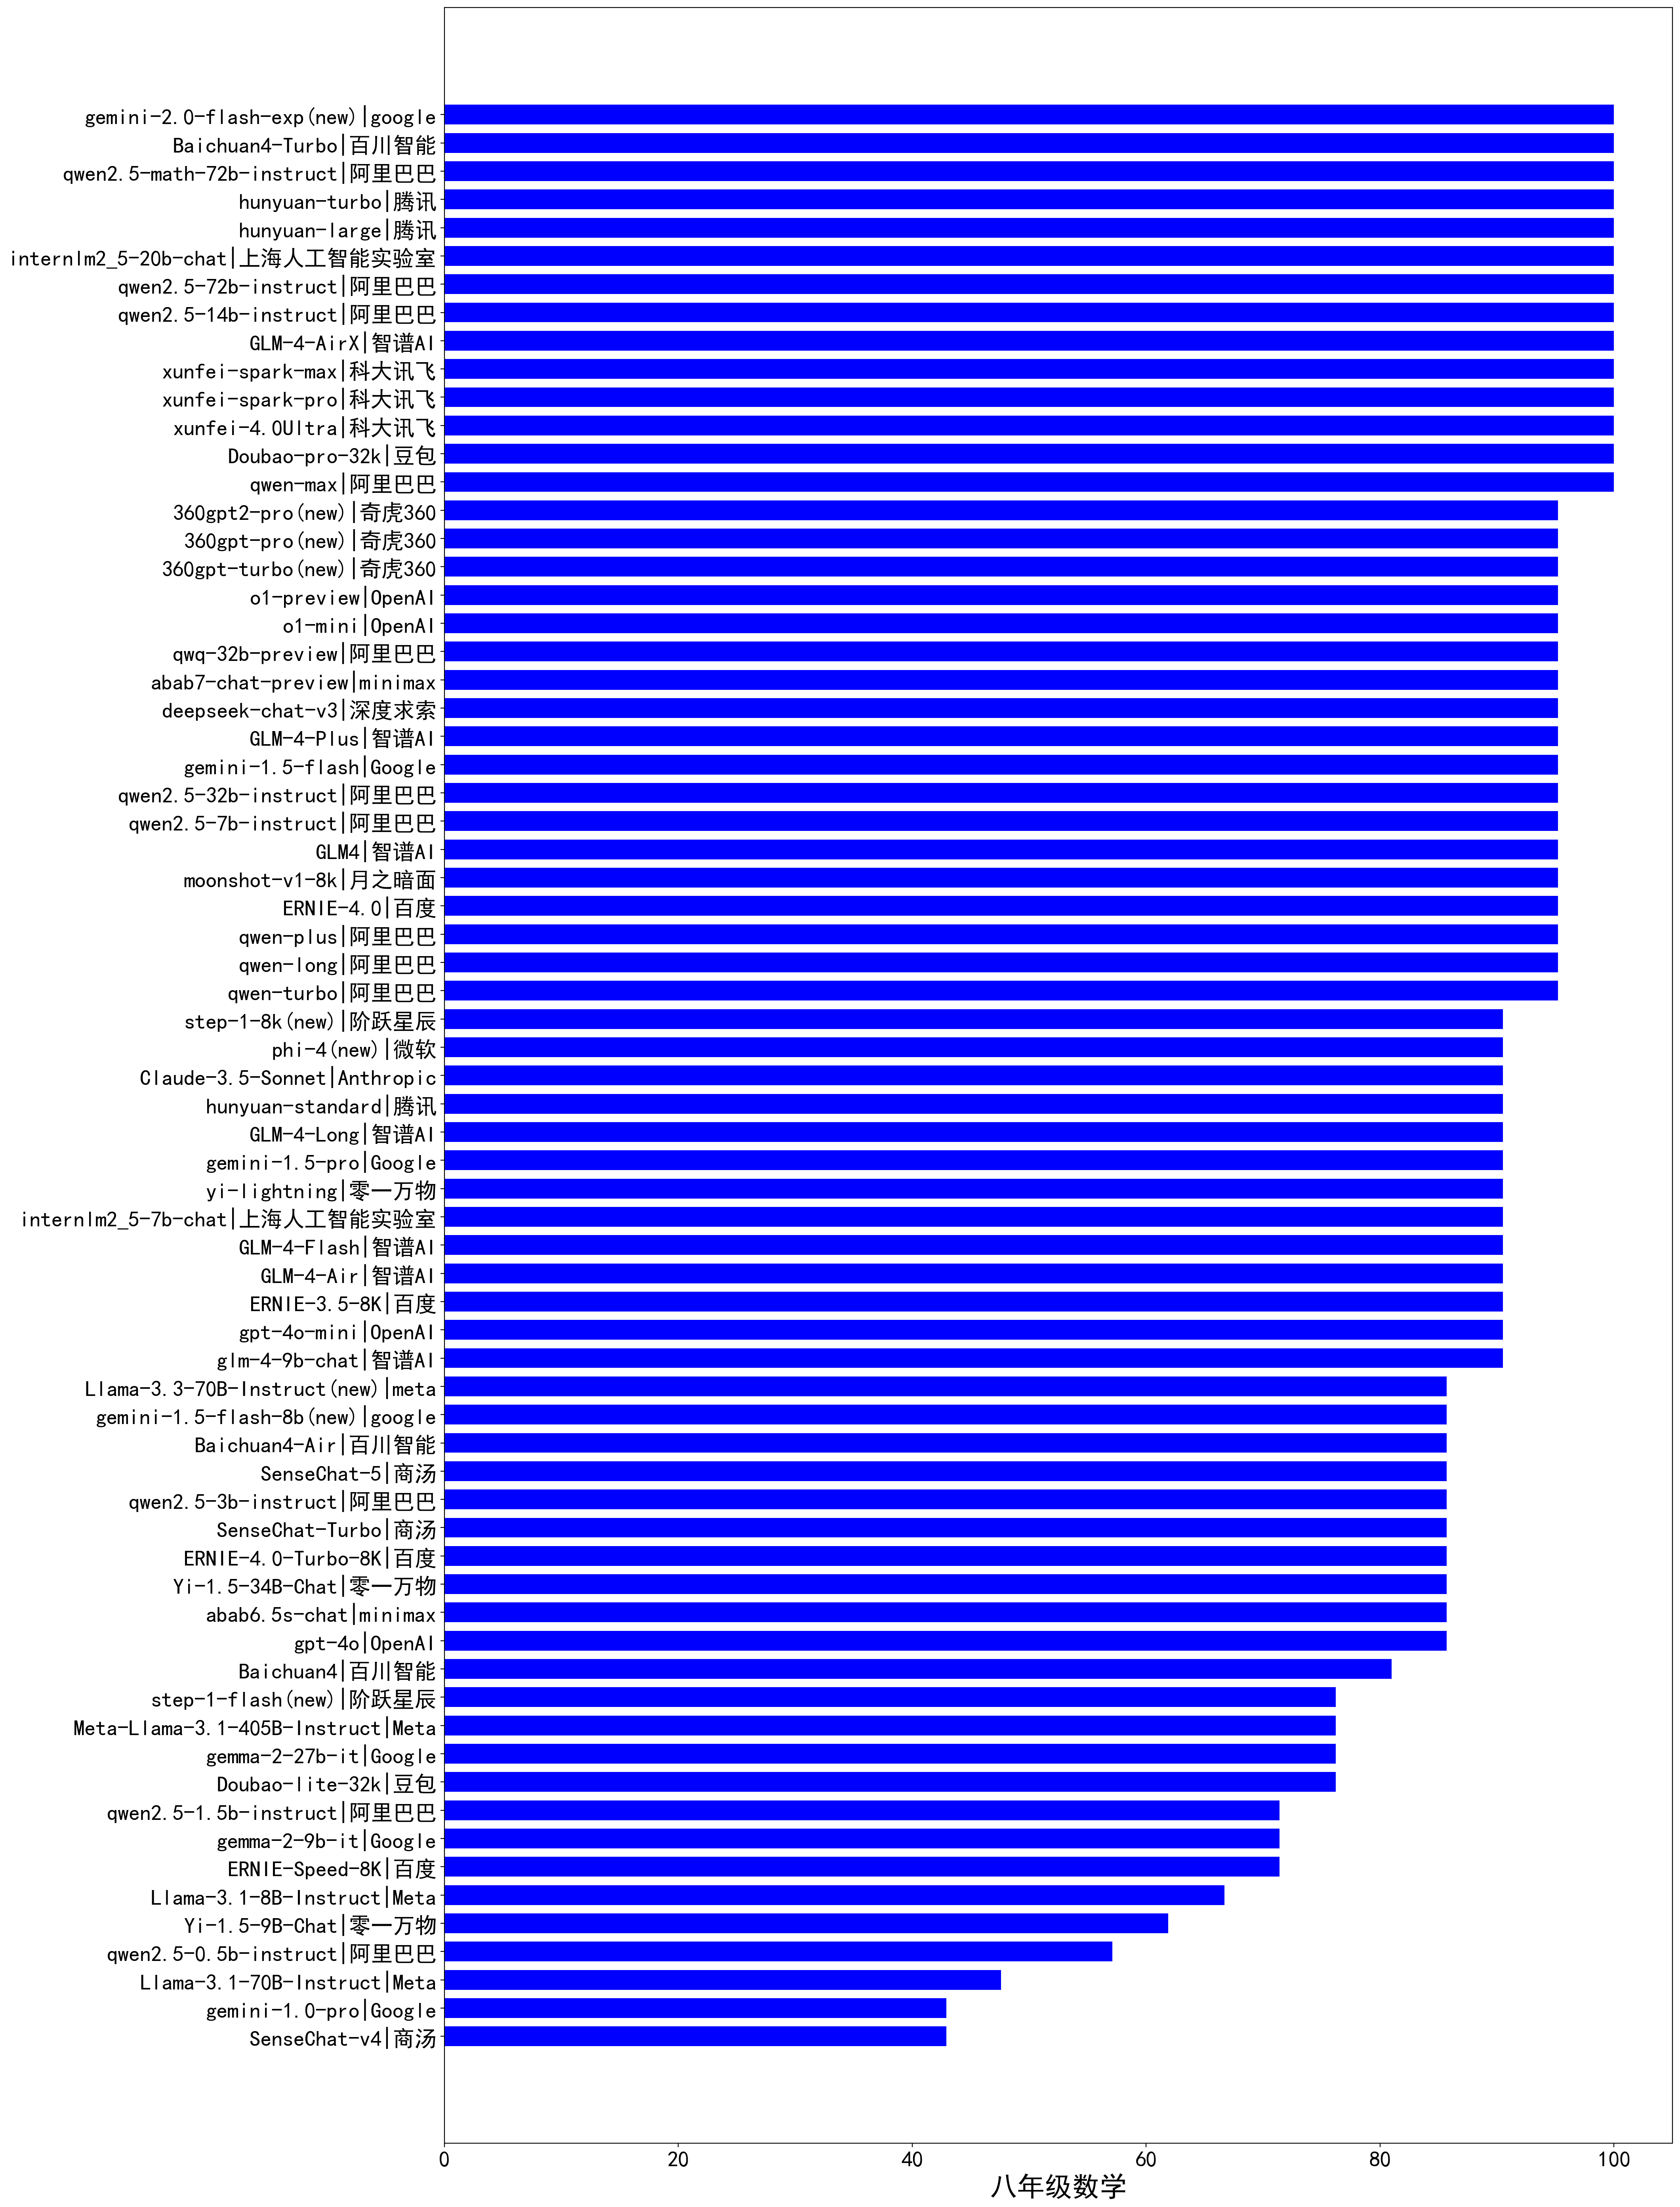 gemini-2.0-flash-exp(new)|google
Baichuan4-Turbo|百川智能
qwen2.5-math-72b-instruct|阿里巴巴
hunyuan-turbo|腾讯
hunyuan-large|腾讯
internlm2_5-20b-chat|上海人工智能实验室
qwen2.5-72b-instruct|阿里巴巴
qwen2.5-14b-instruct|阿里巴巴
GLM-4-AirX|智谱AI
xunfei-spark-max|科大讯飞
xunfei-spark-pro|科大讯飞
xunfei-4.0Ultra|科大讯飞
Doubao-pro-32k|豆包
qwen-max|阿里巴巴
360gpt2-pro(new)|奇虎360
360gpt-pro(new)|奇虎360
360gpt-turbo(new)|奇虎360
o1-preview|OpenAI
o1-mini|OpenAI
qwq-32b-preview|阿里巴巴
abab7-chat-preview|minimax
deepseek-chat-v3|深度求索
GLM-4-Plus|智谱AI
gemini-1.5-flash|Google
qwen2.5-32b-instruct|阿里巴巴
qwen2.5-7b-instruct|阿里巴巴
GLM4|智谱AI
moonshot-v1-8k|月之暗面
ERNIE-4.0|百度
qwen-plus|阿里巴巴
qwen-long|阿里巴巴
qwen-turbo|阿里巴巴
step-1-8k(new)|阶跃星辰
phi-4(new)|微软
Claude-3.5-Sonnet|Anthropic
hunyuan-standard|腾讯
GLM-4-Long|智谱AI
gemini-1.5-pro|Google
yi-lightning|零一万物
internlm2_5-7b-chat|上海人工智能实验室
GLM-4-Flash|智谱AI
GLM-4-Air|智谱AI
ERNIE-3.5-8K|百度
gpt-4o-mini|OpenAI
glm-4-9b-chat|智谱AI
Llama-3.3-70B-Instruct(new)|meta
gemini-1.5-flash-8b(new)|google
Baichuan4-Air|百川智能
SenseChat-5|商汤
qwen2.5-3b-instruct|阿里巴巴
SenseChat-Turbo|商汤
ERNIE-4.0-Turbo-8K|百度
Yi-1.5-34B-Chat|零一万物
abab6.5s-chat|minimax
gpt-4o|OpenAI
Baichuan4|百川智能
step-1-flash(new)|阶跃星辰
Meta-Llama-3.1-405B-Instruct|Meta
gemma-2-27b-it|Google
Doubao-lite-32k|豆包
qwen2.5-1.5b-instruct|阿里巴巴
gemma-2-9b-it|Google
ERNIE-Speed-8K|百度
Llama-3.1-8B-Instruct|Meta
Yi-1.5-9B-Chat|零一万物
qwen2.5-0.5b-instruct|阿里巴巴
Llama-3.1-70B-Instruct|Meta
gemini-1.0-pro|Google
SenseChat-v4|商汤
0 20 40 60 80 100
八年级数学